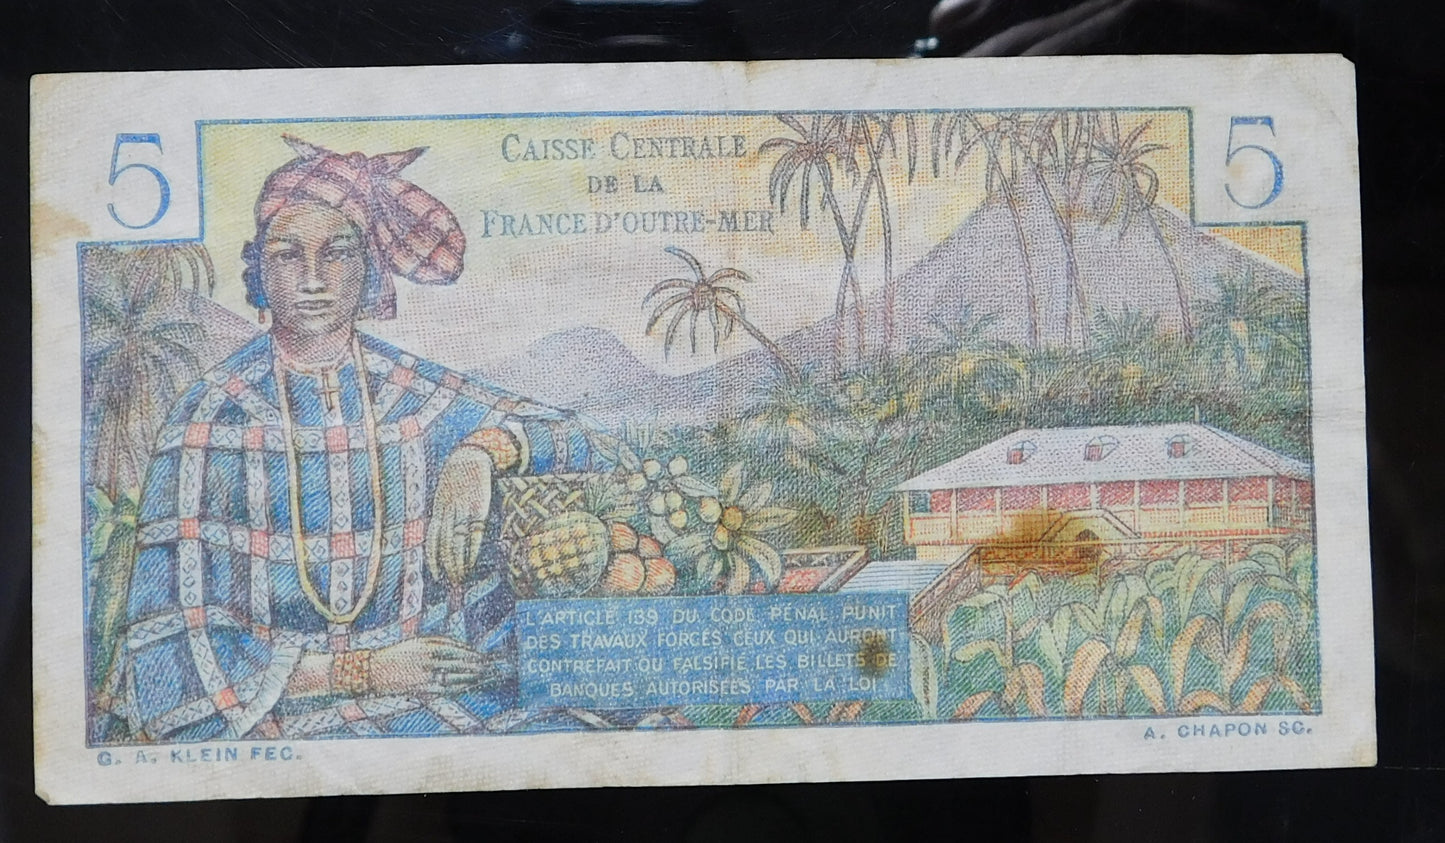 5
CAISSE CENTRALE
DE LA
FRANCE D'OUTRE-MER
5
L'ARTICLE 139 DU CODE PÉNAL PUNIT
DES TRAVAUX FORCÉS CEUX QUI AURONT
CONTREFAIT OU FALSIFIÉ LES BILLETS DE
BANQUES AUTORISÉES PAR LA LOI
G. A. KLEIN FEC.
A. CHAPON SC.